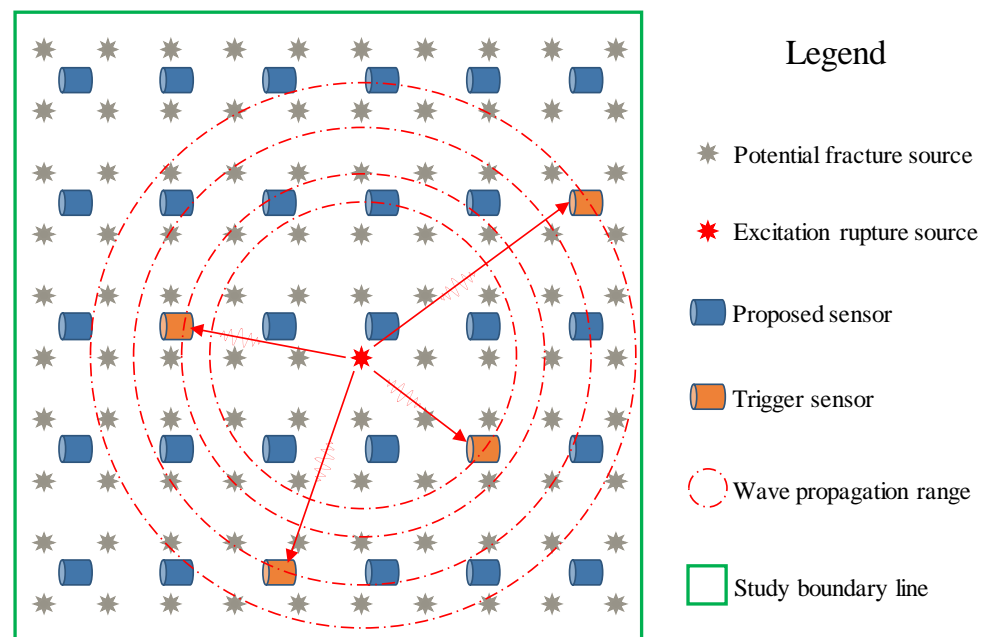 Legend
Potential fracture source
Excitation rupture source
Proposed sensor
Trigger sensor
Wave propagation range
Study boundary line